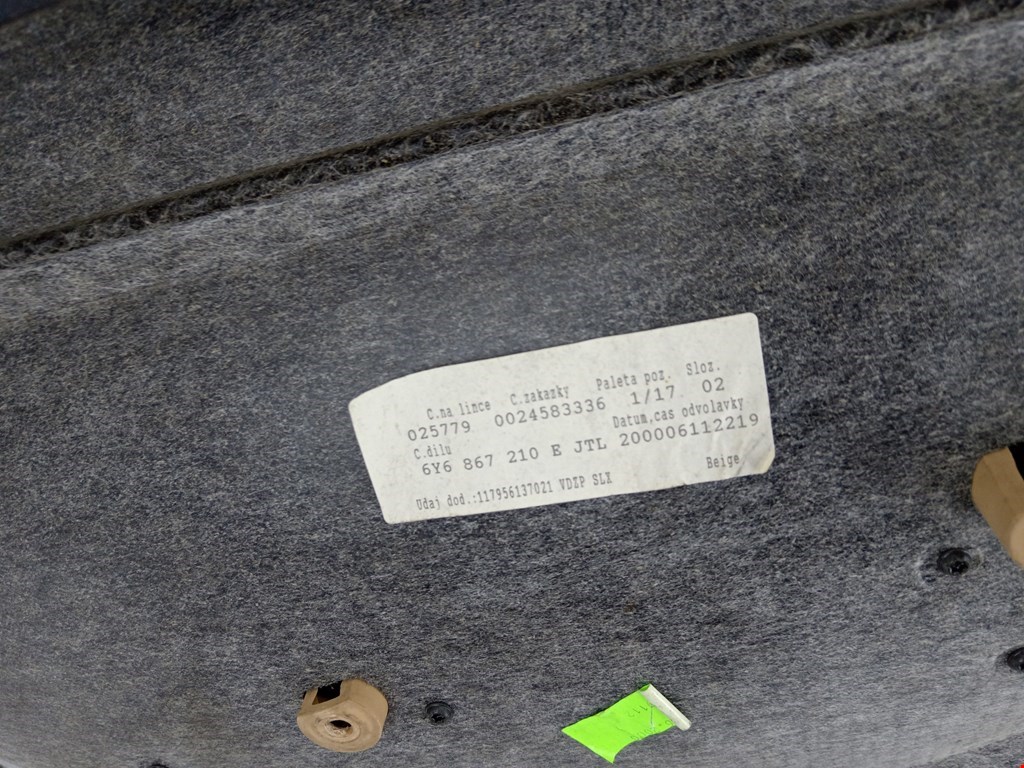 C.na lince C.zakazky Paleta poz. Sloz.
025779 0024583336 1/17 02
C.dilu Datum,cas odvolavky
6Y6 867 210 E JTL 200006112219
Udaj dod.:117956137021 VDZP SLX Beige